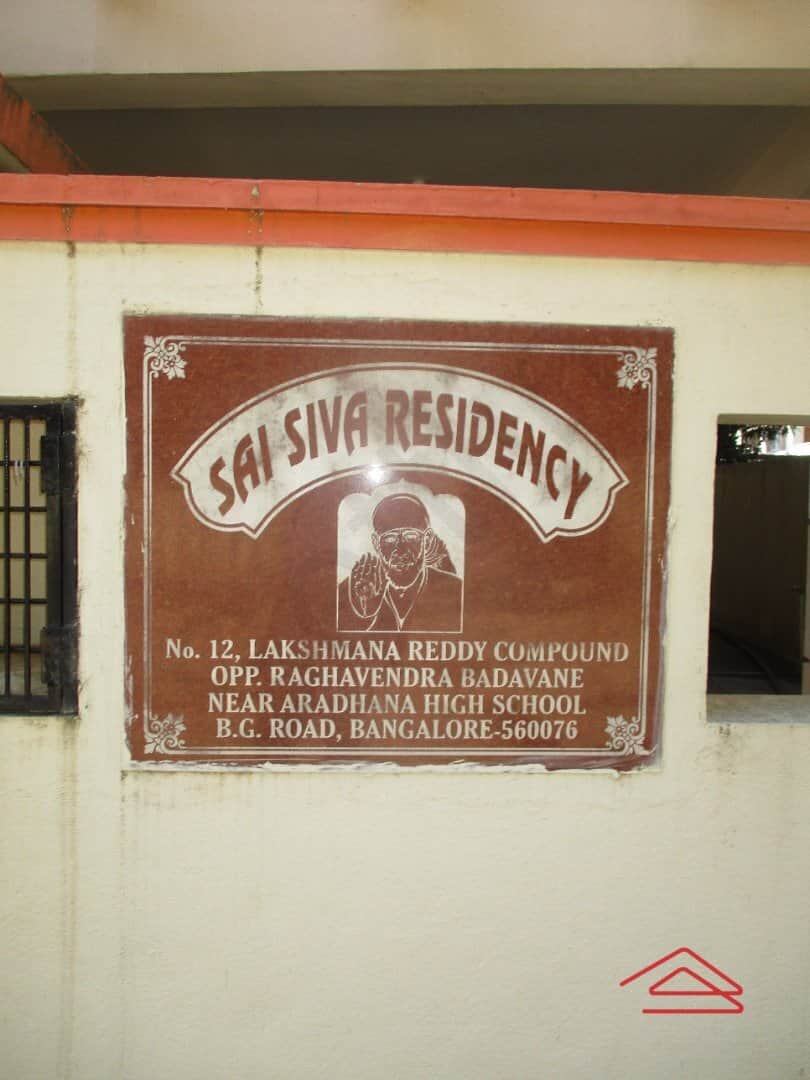 SAI SIVA RESIDENCY
No. 12, LAKSHMANA REDDY COMPOUND
OPP. RAGHAVENDRA BADAVANE
NEAR ARADHANA HIGH SCHOOL
B.G. ROAD, BANGALORE-560076